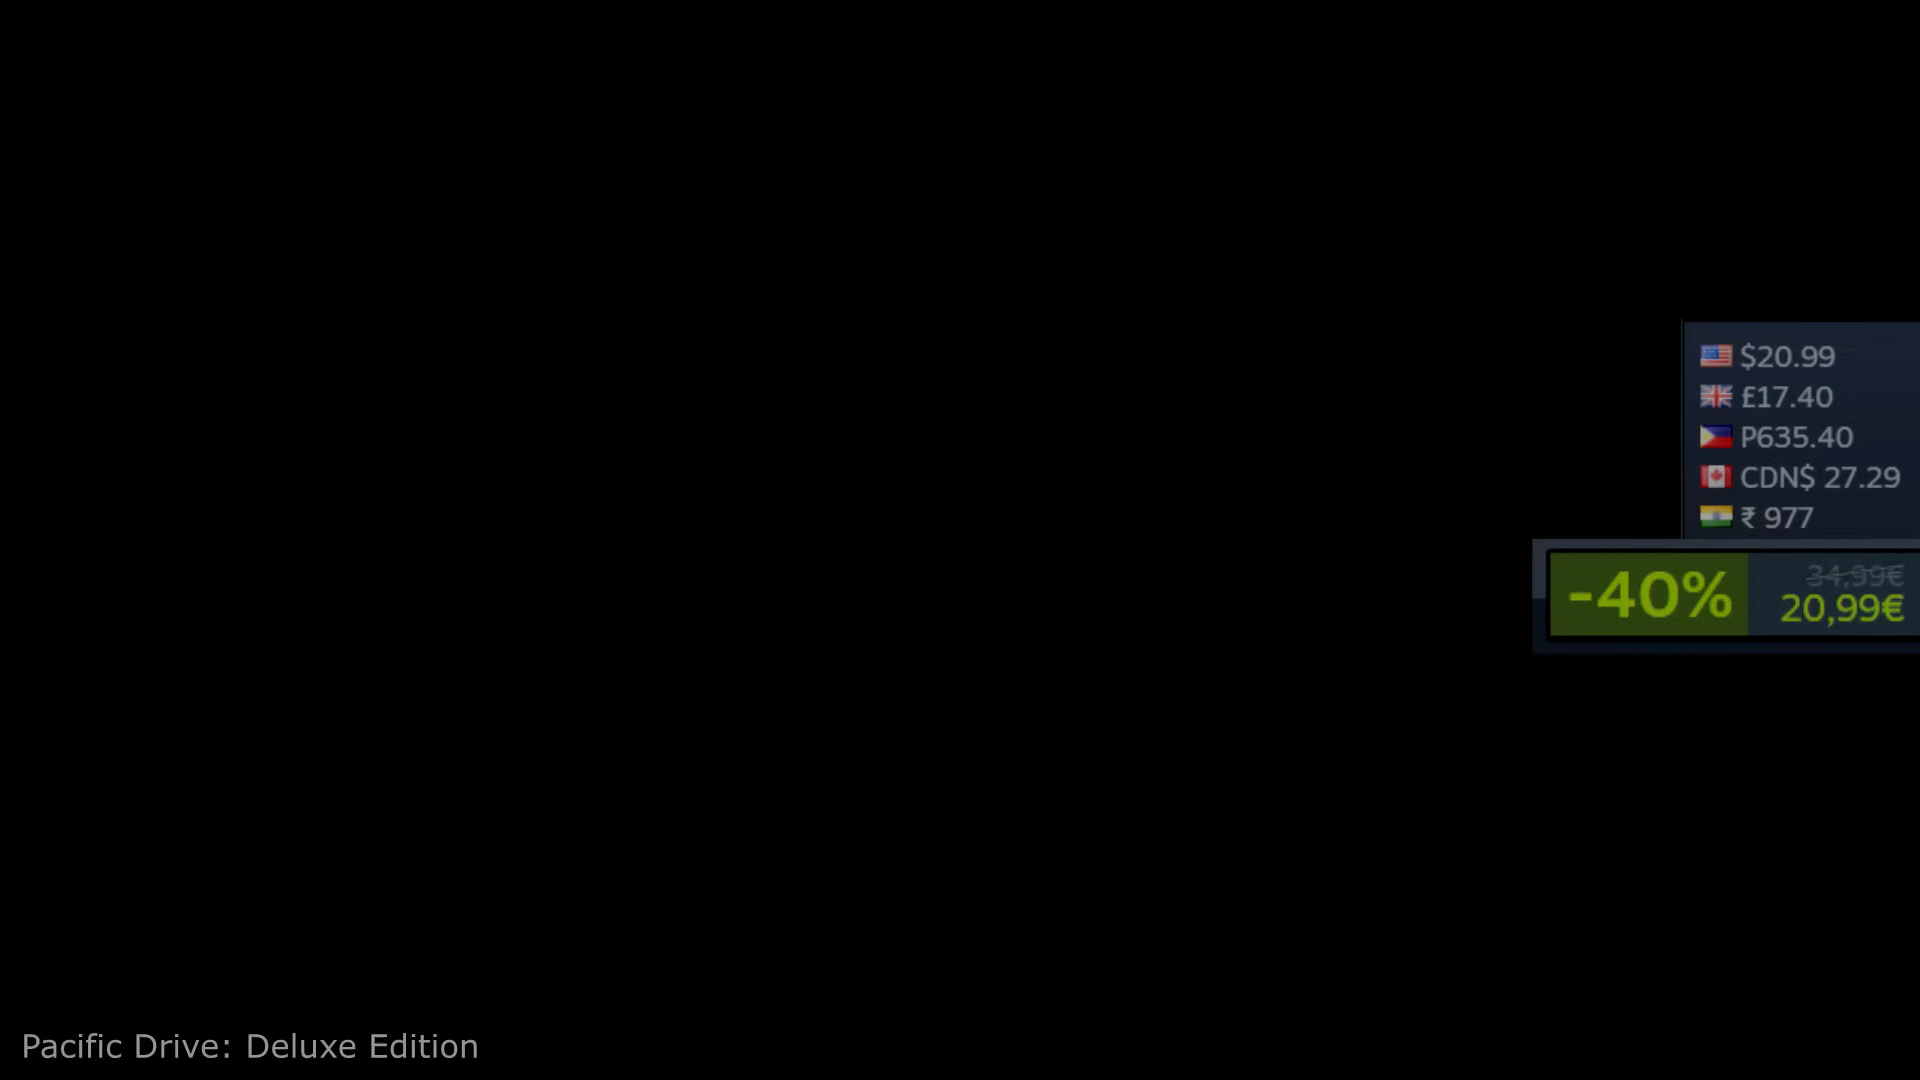 $20.99
£17.40
P635.40
CDN$ 27.29
₹ 977
-40%
34,99€
20,99€
Pacific Drive: Deluxe Edition